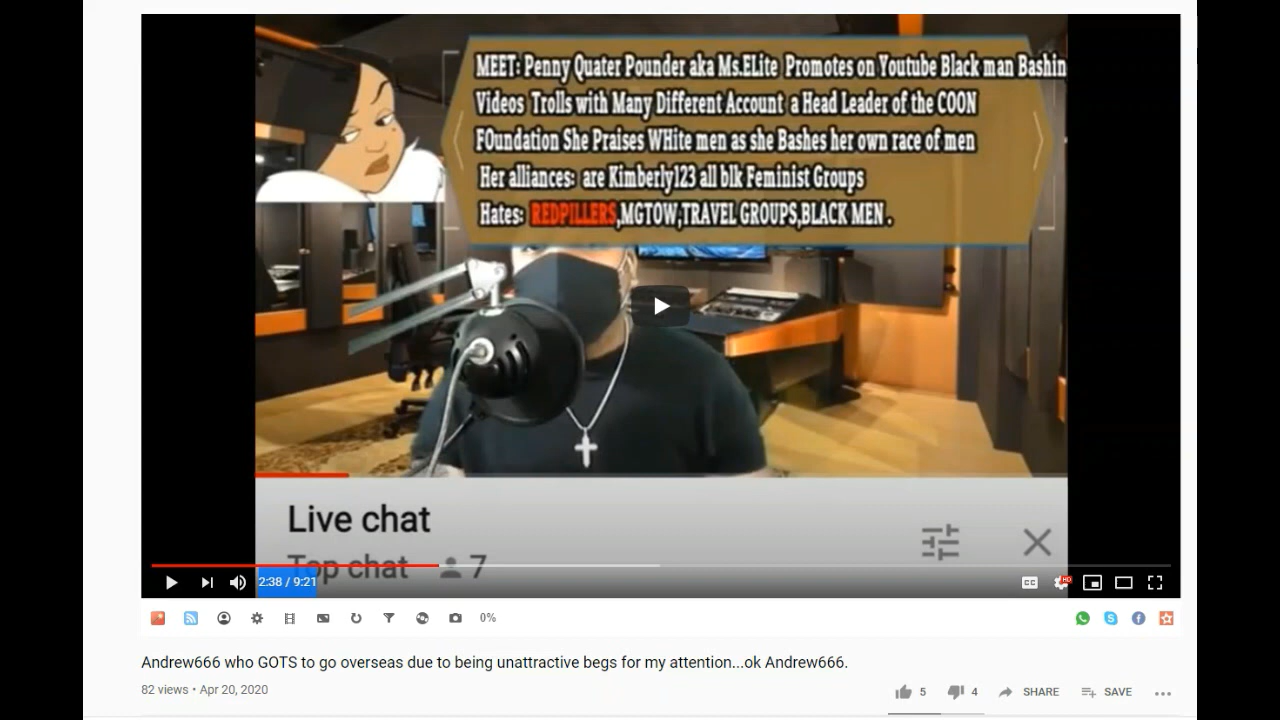 MEET: Penny Quater Pounder aka Ms.ELite Promotes on Youtube Black man Bashin
Videos Trolls with Many Different Account a Head Leader of the COON
FOundation She Praises WHite men as she Bashes her own race of men
Her alliances: are Kimberly123 all blk Feminist Groups
Hates: REDPILLERS,MGTOW,TRAVEL GROUPS,BLACK MEN .
Live chat
Top chat 7
2:38 / 9:21
CC
HD
0%
Andrew666 who GOTS to go overseas due to being unattractive begs for my attention...ok Andrew666.
82 views • Apr 20, 2020
5 4 SHARE SAVE